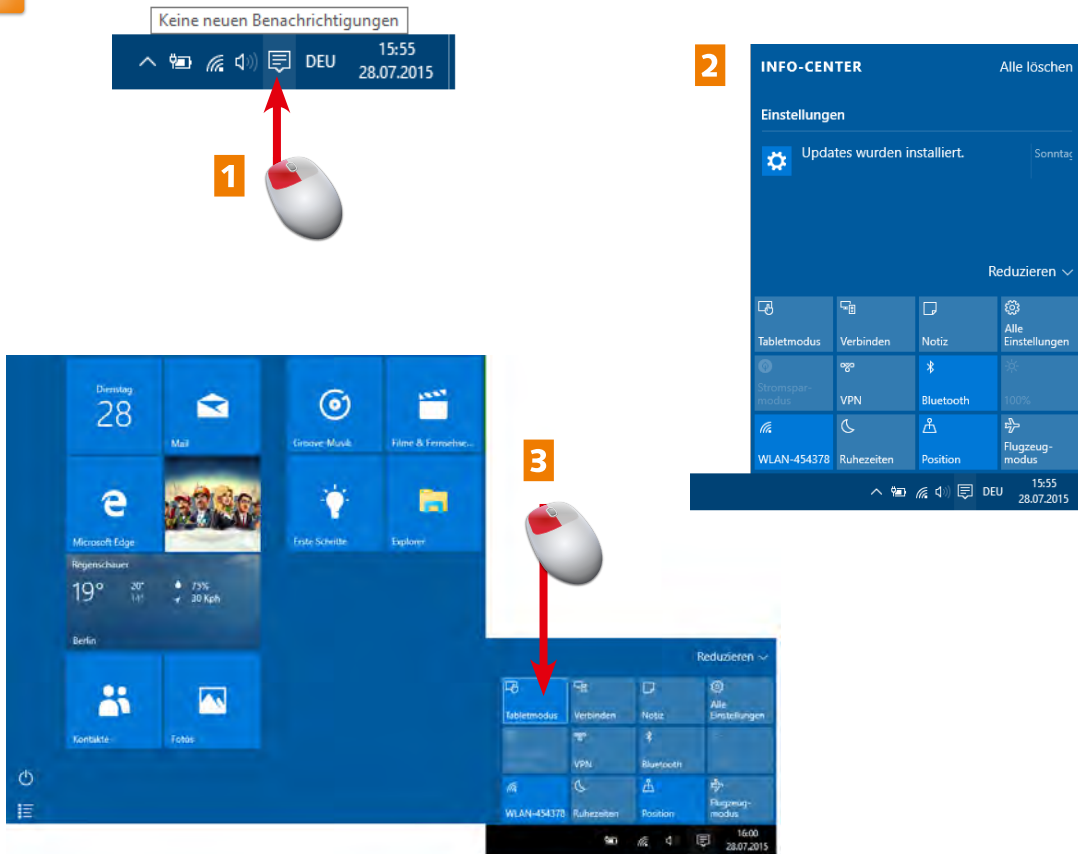 Keine neuen Benachrichtigungen
DEU
15:55
28.07.2015
1
2
INFO-CENTER
Alle löschen
Einstellungen
Updates wurden installiert.
Sonntag
Reduzieren
Tabletmodus
Verbinden
Notiz
Alle
Einstellungen
Stromspar-
modus
VPN
Bluetooth
100%
WLAN-454378
Ruhezeiten
Position
Flugzeug-
modus
DEU
15:55
28.07.2015
Dienstag
28
Mail
Groove-Musik
Filme & Fernsehse...
Microsoft Edge
Erste Schritte
Explorer
Regenschauer
19°
20°
14°
75%
30 Kph
Berlin
Kontakte
Fotos
3
Reduzieren
Tabletmodus
Verbinden
Notiz
Alle
Einstellungen
VPN
Bluetooth
WLAN-454378
Ruhezeiten
Position
Flugzeug-
modus
16:00
28.07.2015